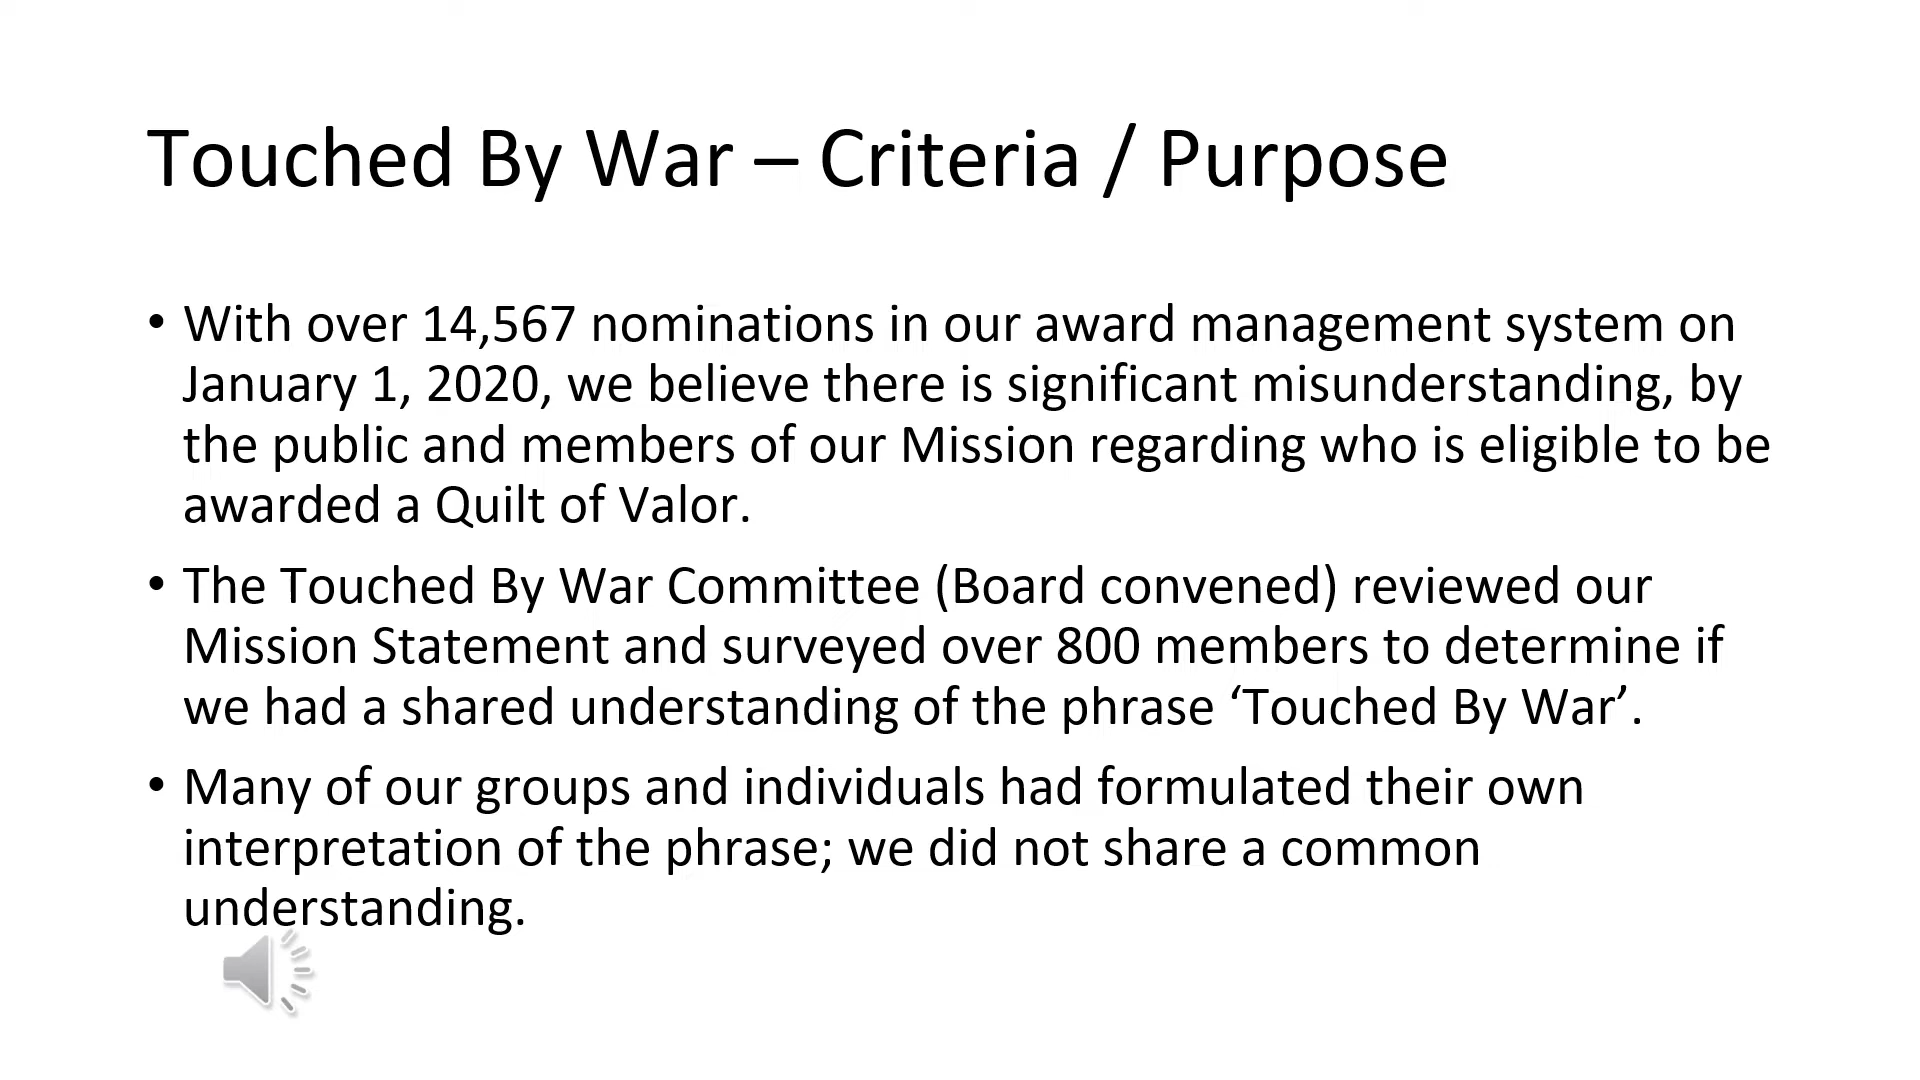 Touched By War – Criteria / Purpose
• With over 14,567 nominations in our award management system on
January 1, 2020, we believe there is significant misunderstanding, by
the public and members of our Mission regarding who is eligible to be
awarded a Quilt of Valor.
• The Touched By War Committee (Board convened) reviewed our
Mission Statement and surveyed over 800 members to determine if
we had a shared understanding of the phrase ‘Touched By War’.
• Many of our groups and individuals had formulated their own
interpretation of the phrase; we did not share a common
understanding.